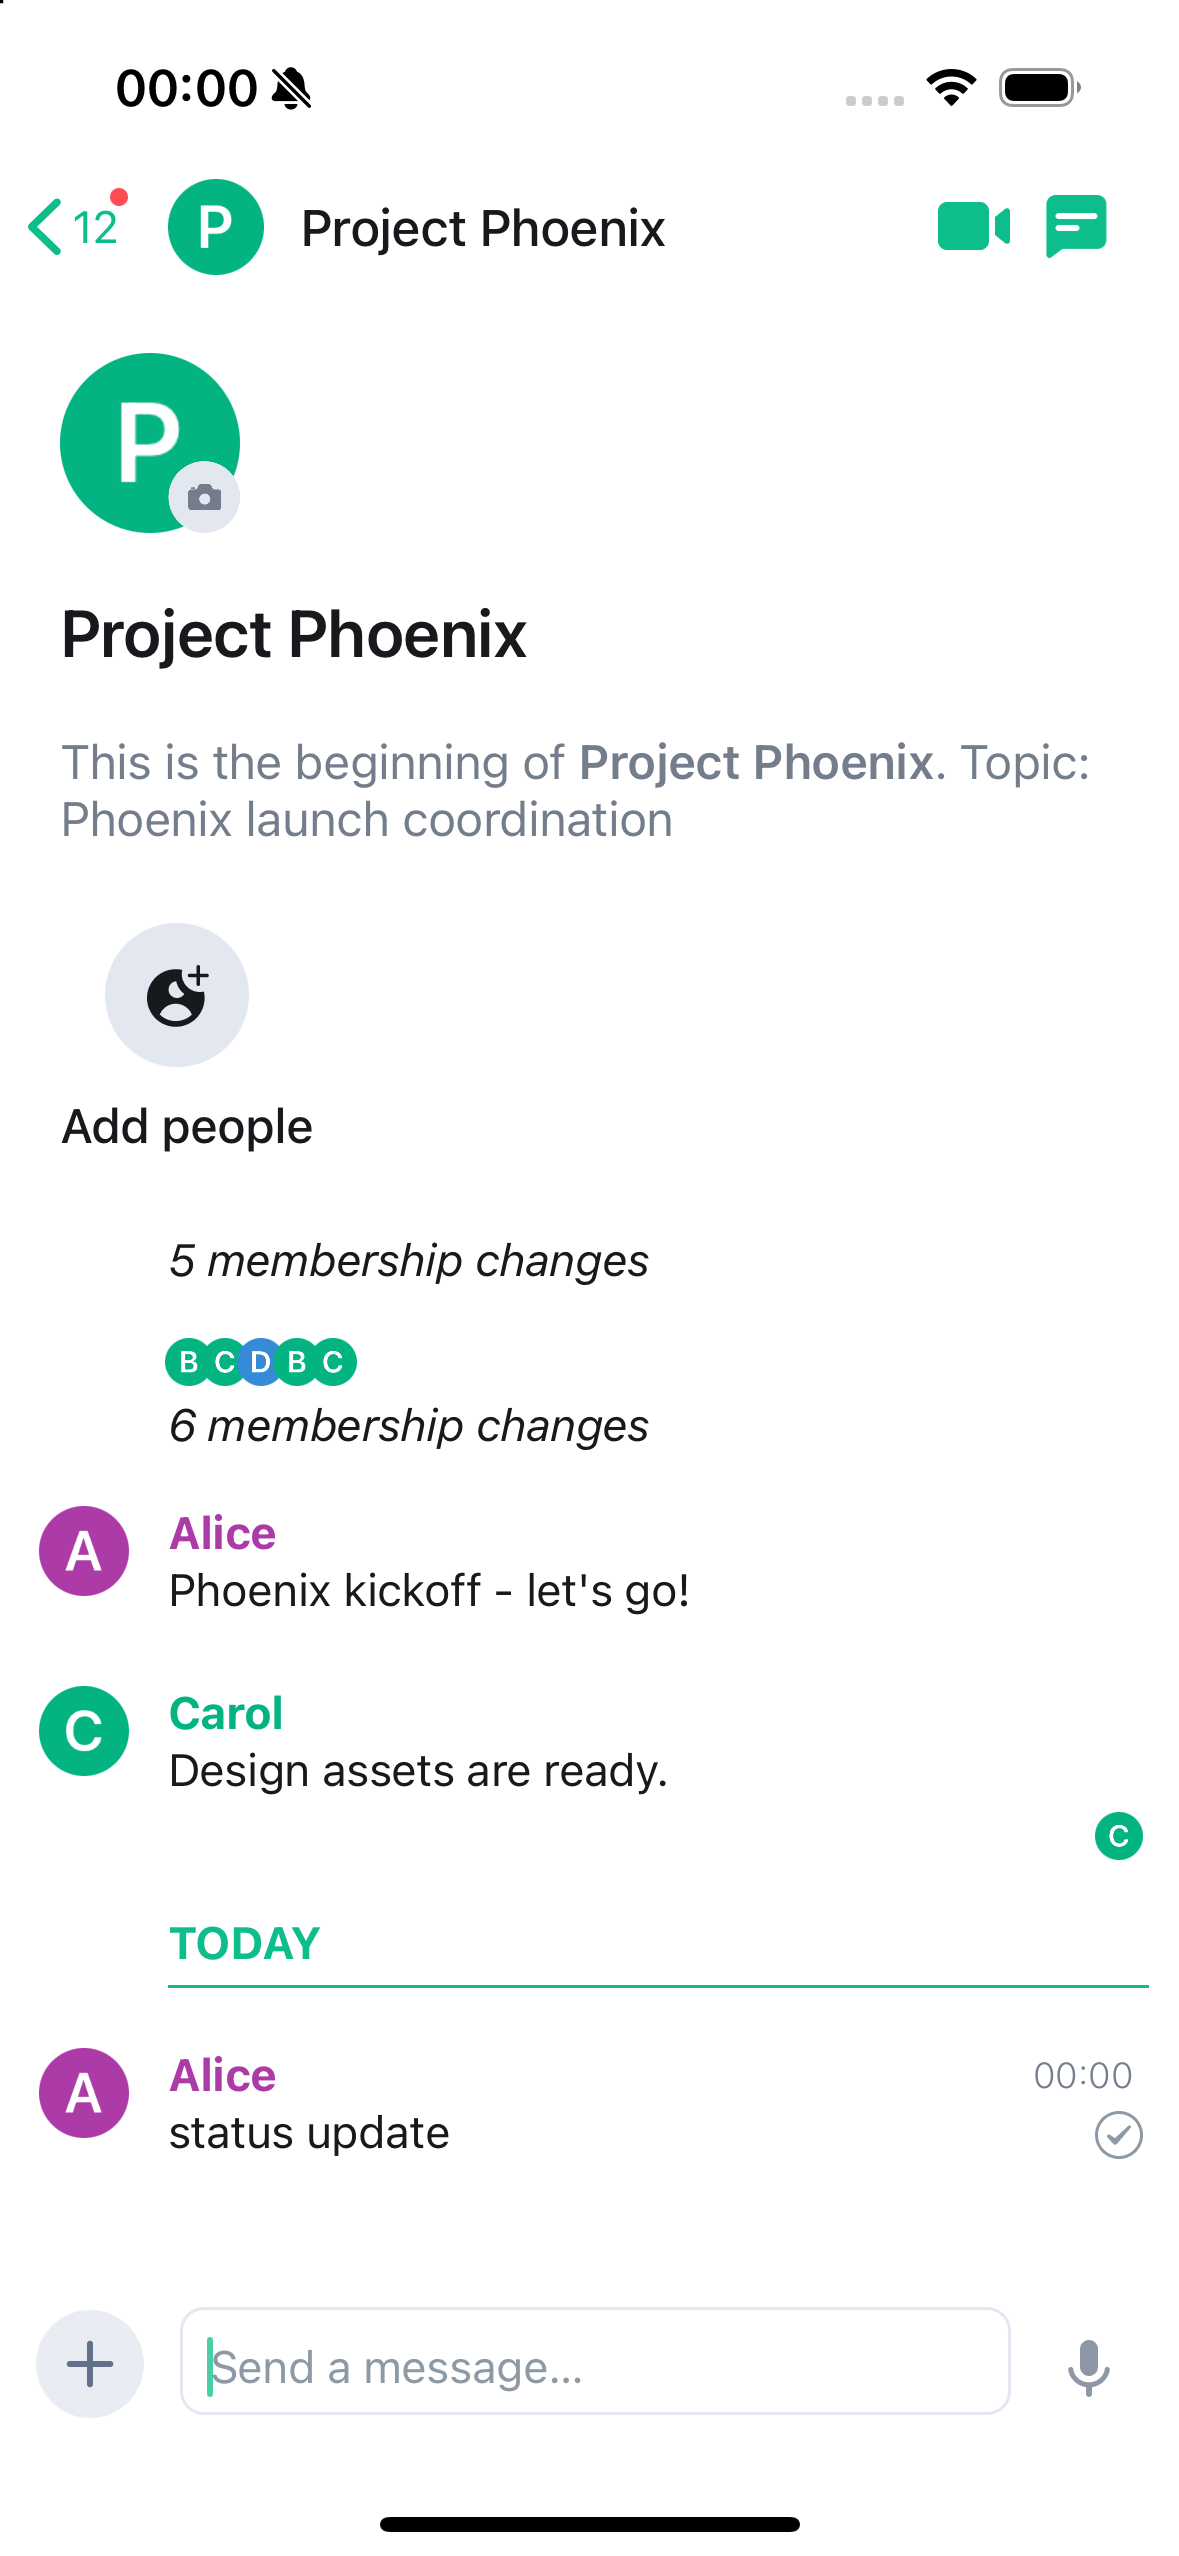 00:00
12
P
Project Phoenix
P
Project Phoenix
This is the beginning of Project Phoenix. Topic:
Phoenix launch coordination
Add people
5 membership changes
B C D B C
6 membership changes
A
Alice
Phoenix kickoff - let's go!
C
Carol
Design assets are ready.
C
TODAY
A
Alice
00:00
status update
Send a message...